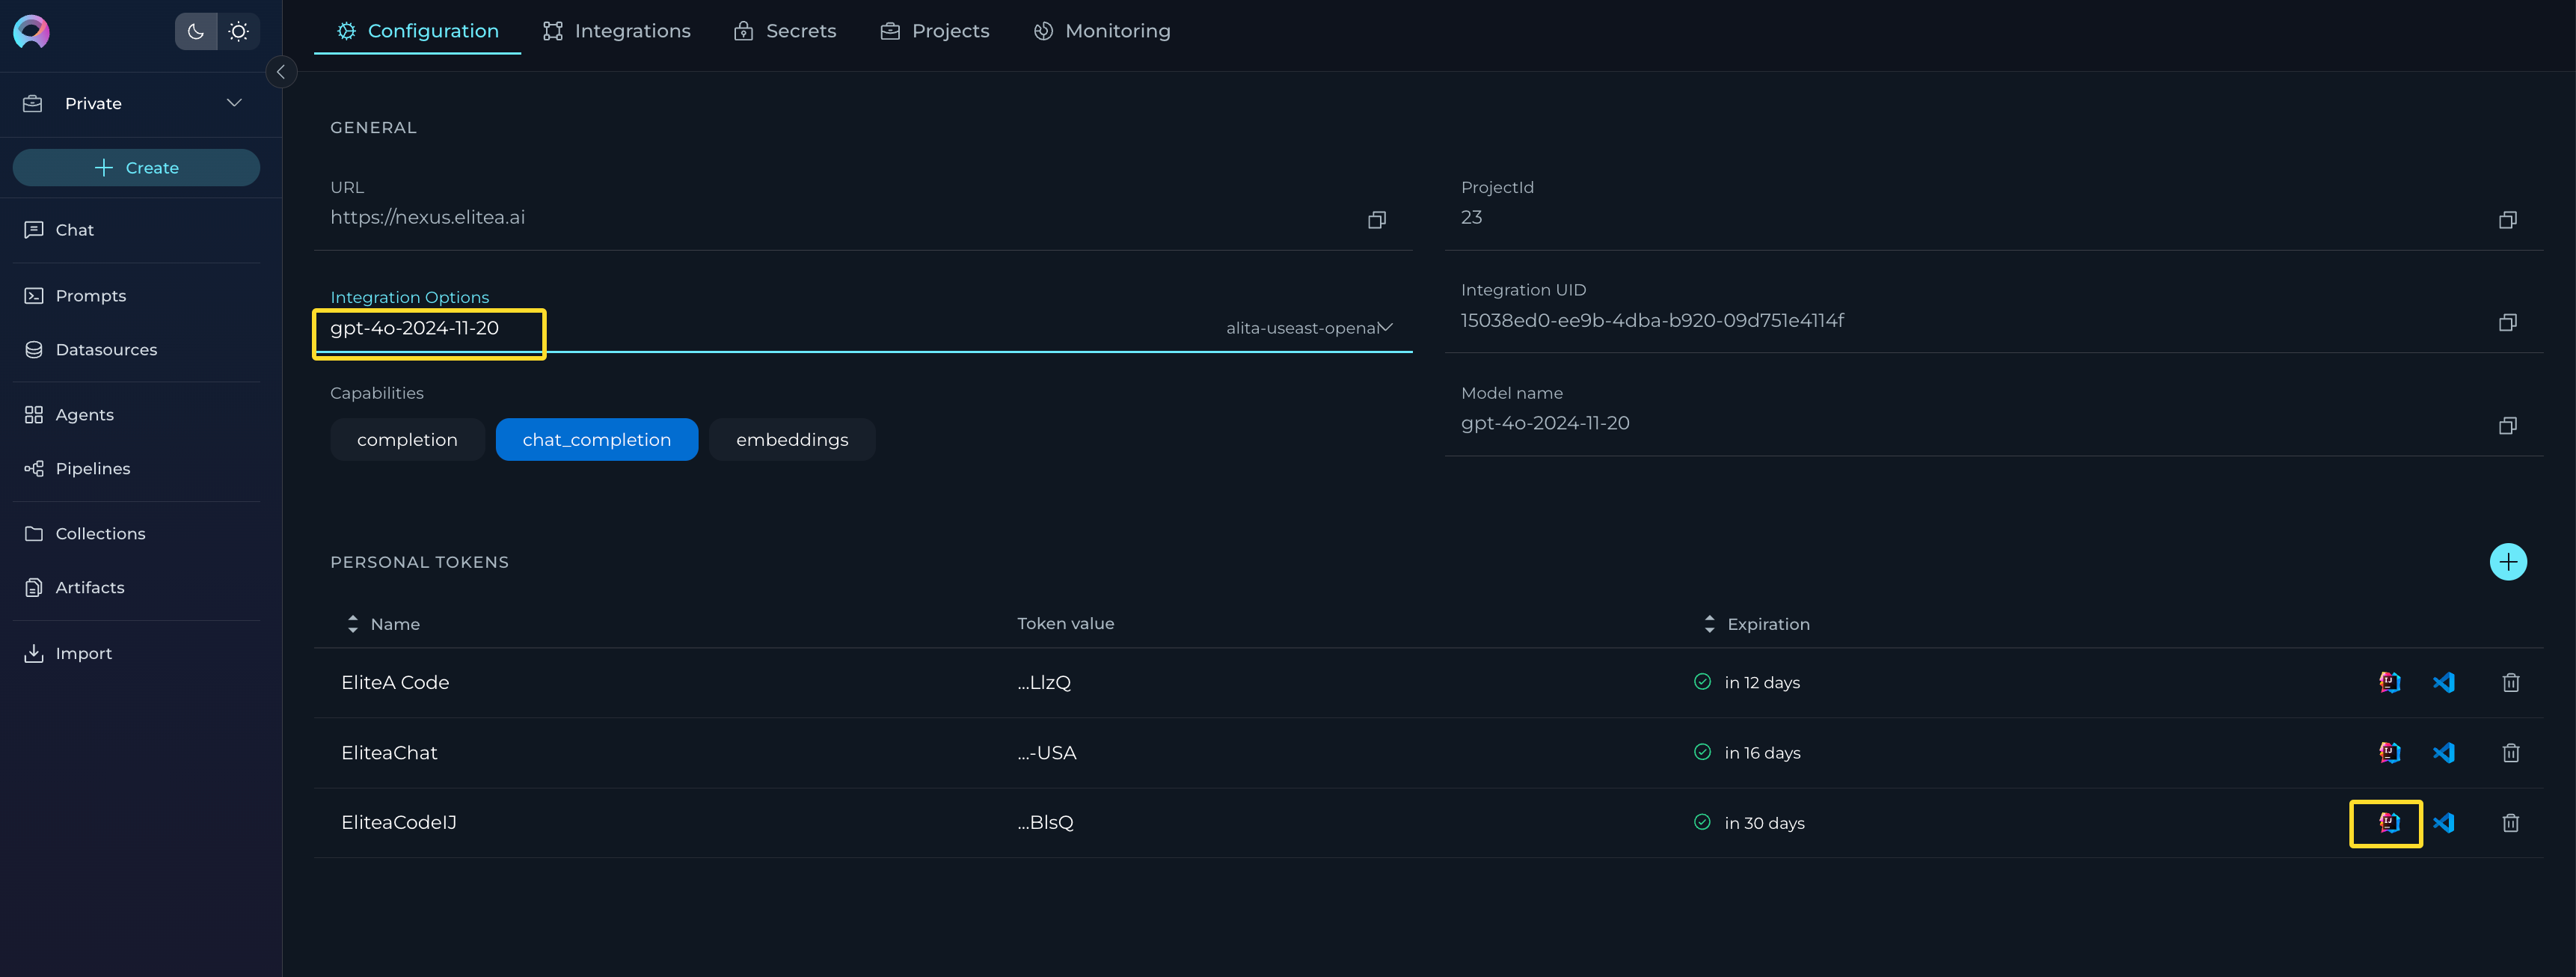 Configuration
Integrations
Secrets
Projects
Monitoring
Private
Create
Chat
Prompts
Datasources
Agents
Pipelines
Collections
Artifacts
Import
GENERAL
URL
https://nexus.elitea.ai
ProjectId
23
Integration Options
gpt-4o-2024-11-20
alita-useast-openai
Integration UID
15038ed0-ee9b-4dba-b920-09d751e4114f
Capabilities
completion
chat_completion
embeddings
Model name
gpt-4o-2024-11-20
PERSONAL TOKENS
Name
Token value
Expiration
EliteA Code
...LlzQ
in 12 days
EliteaChat
...-USA
in 16 days
EliteaCodeIJ
...BlsQ
in 30 days